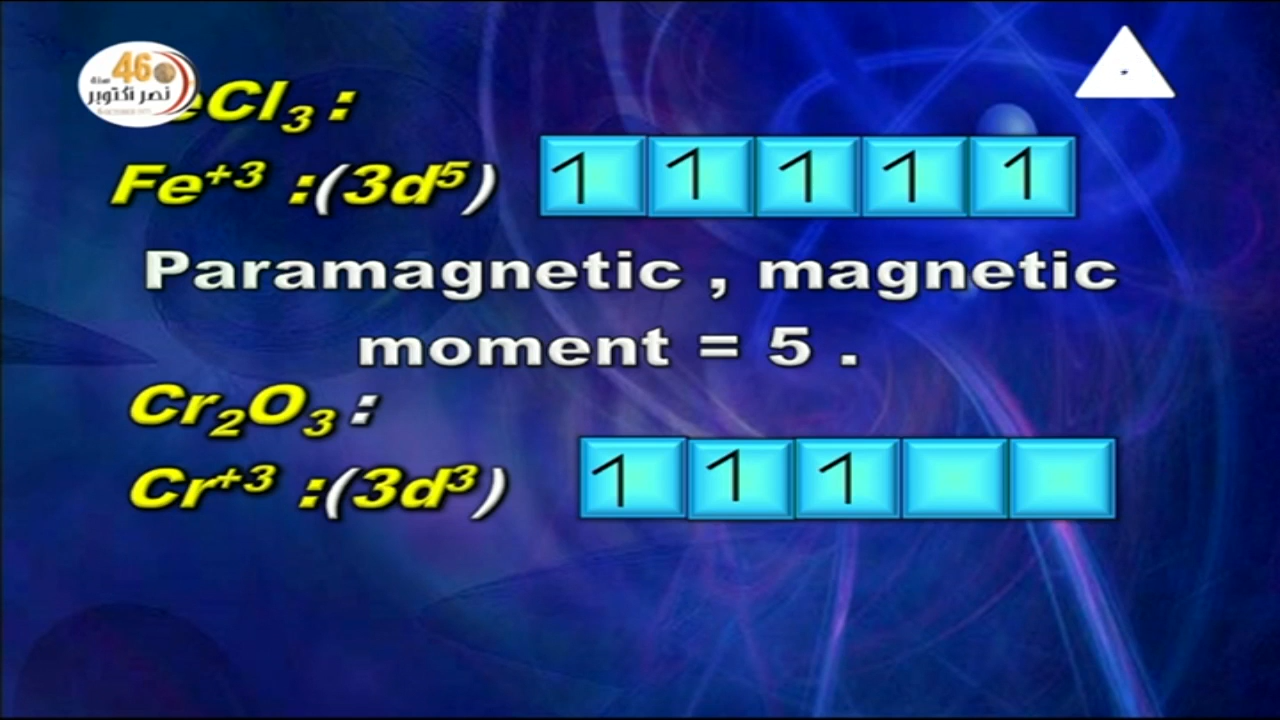 46
سنة
نصر أكتوبر
eCl₃ :
Fe⁺³ :(3d⁵) 1 1 1 1 1
Paramagnetic , magnetic
moment = 5 .
Cr₂O₃ :
Cr⁺³ :(3d³) 1 1 1